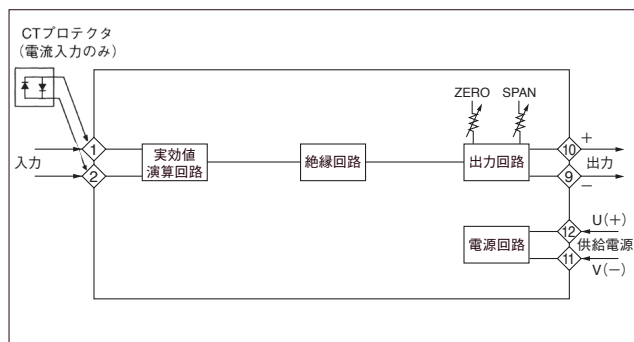 CTプロテクタ
（電流入力のみ）
ZERO SPAN
1
入力
2
実効値
演算回路
絶縁回路
出力回路
10
+
出力
9
−
電源回路
12
U(+)
供給電源
11
V(−)